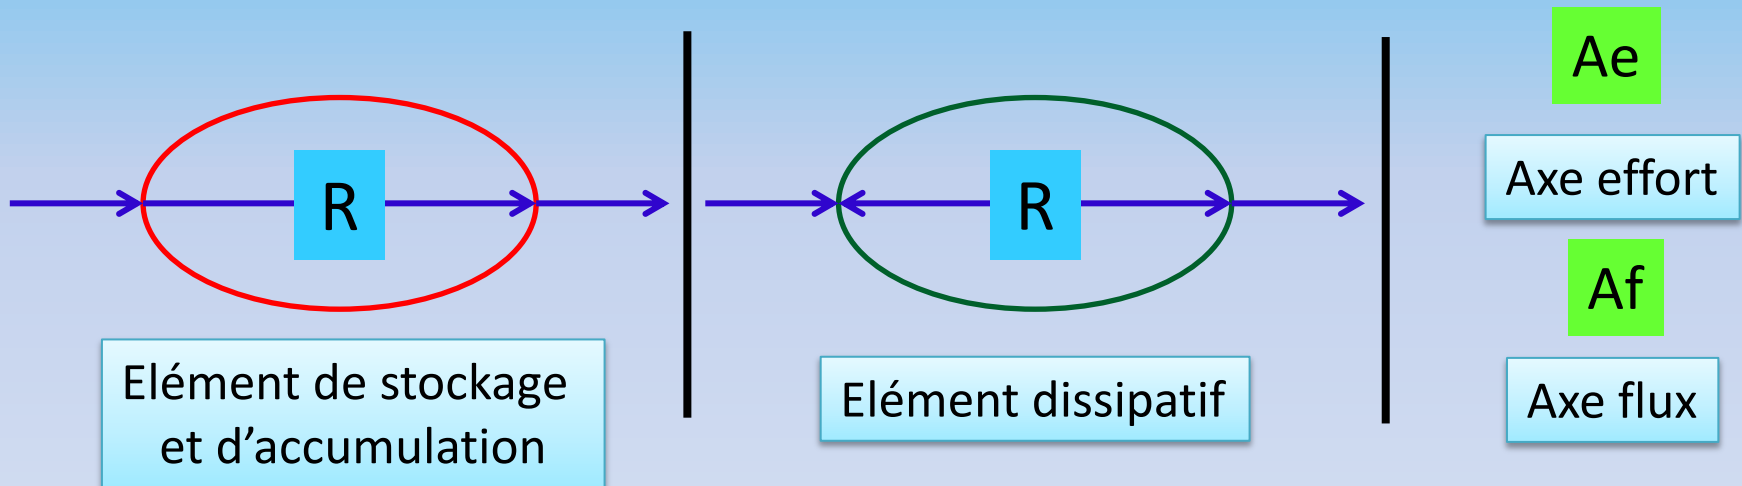 R
Elément de stockage
et d’accumulation
R
Elément dissipatif
Ae
Axe effort
Af
Axe flux